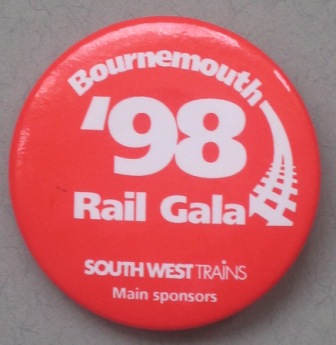 Bournemouth
'98
Rail Gala
SOUTH WEST TRAINS
Main sponsors